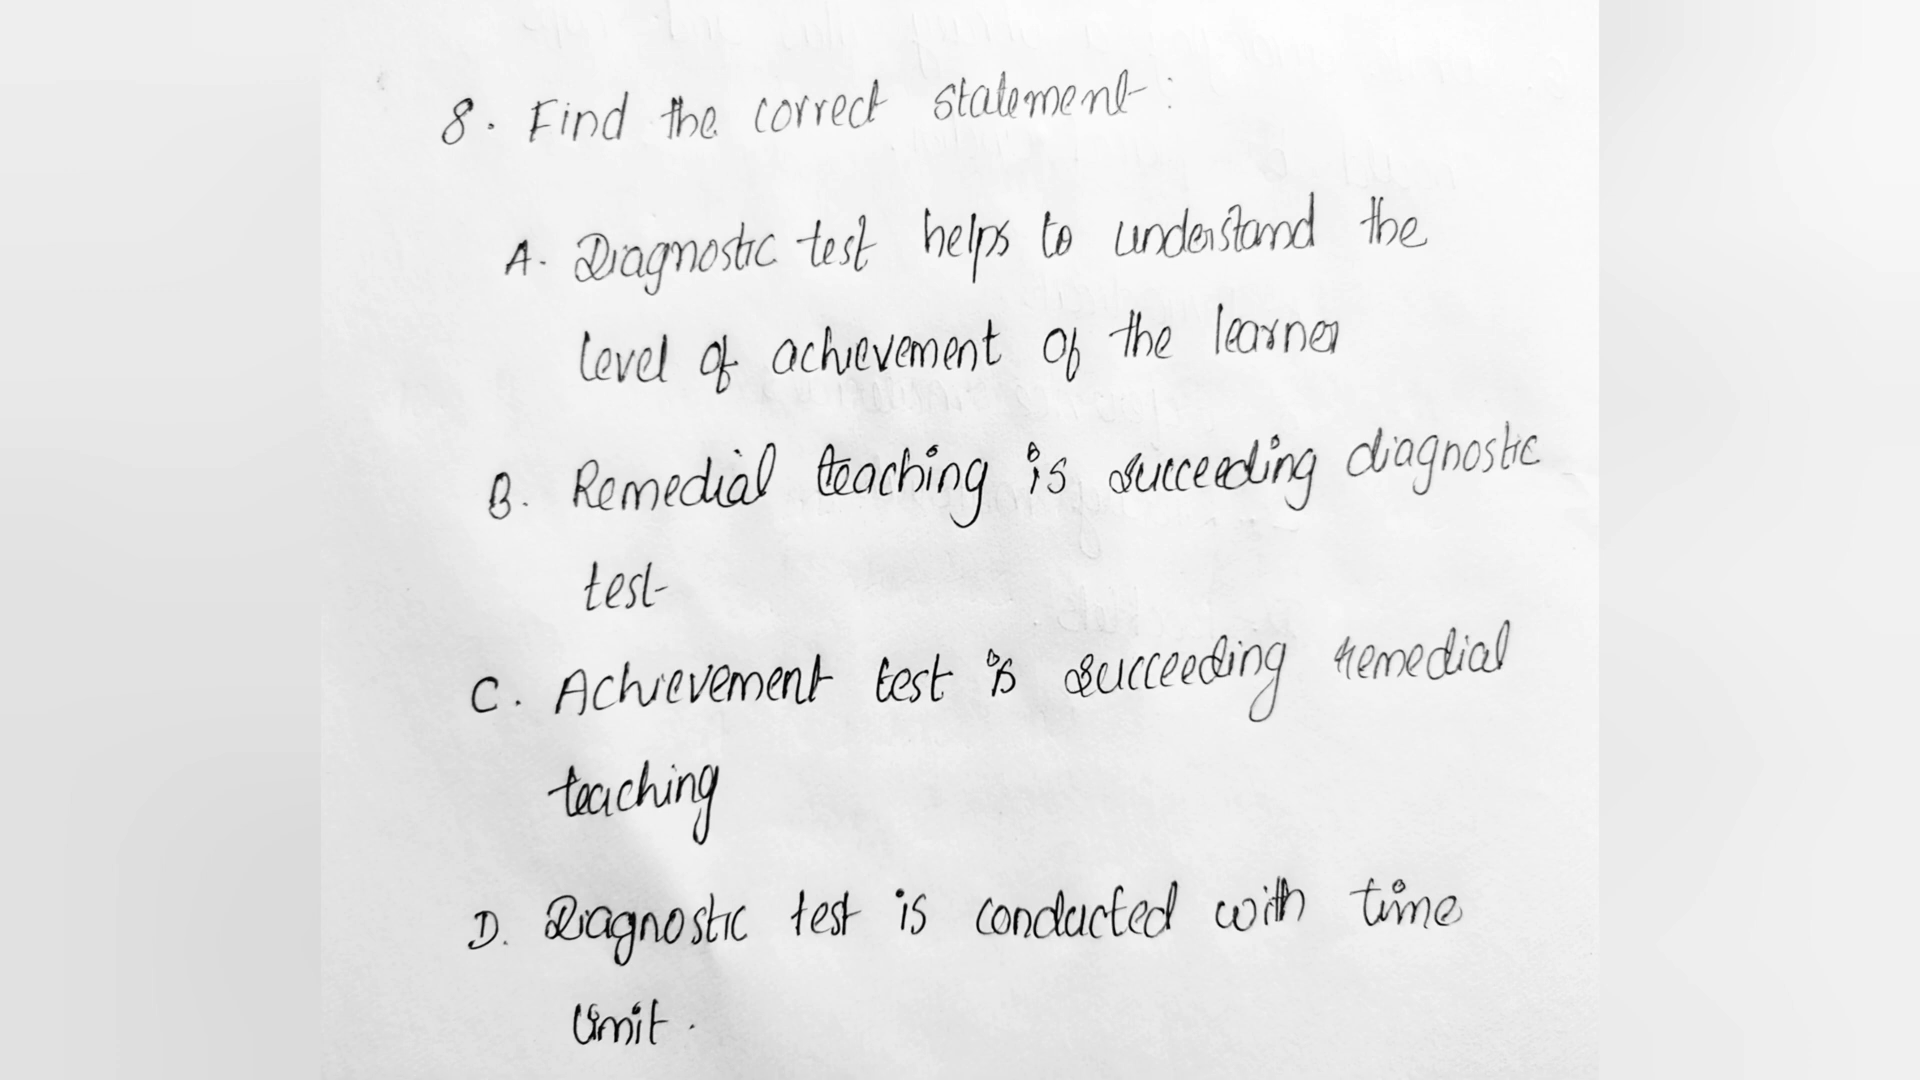 8. Find the correct statement:
A. Diagnostic test helps to understand the
level of achievement of the learner
B. Remedial teaching is succeeding diagnostic
test
C. Achievement test is succeeding remedial
teaching
D. Diagnostic test is conducted with time
limit.